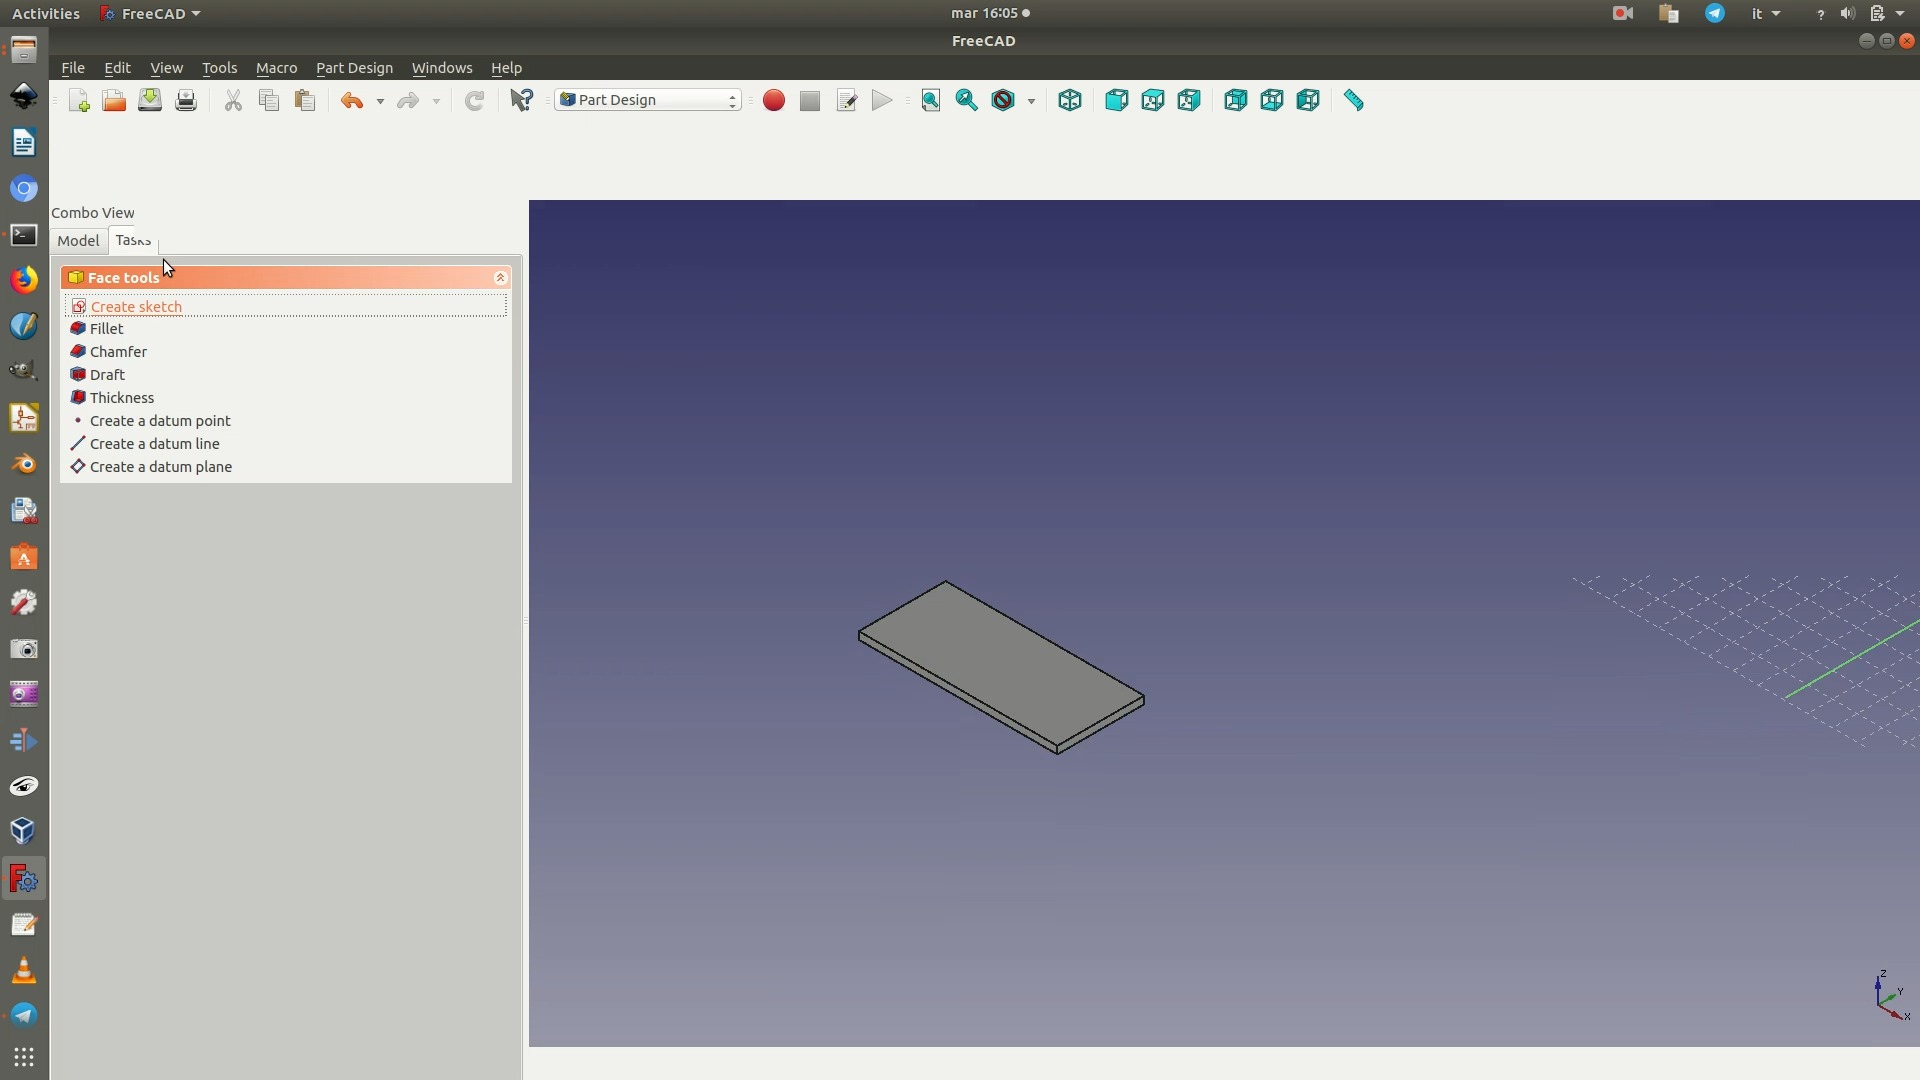 Activities FreeCAD mar 16:05 it ?
FreeCAD
File Edit View Tools Macro Part Design Windows Help
Part Design
Combo View
Model Tasks
Face tools
Create sketch
Fillet
Chamfer
Draft
Thickness
Create a datum point
Create a datum line
Create a datum plane
Z
Y
X